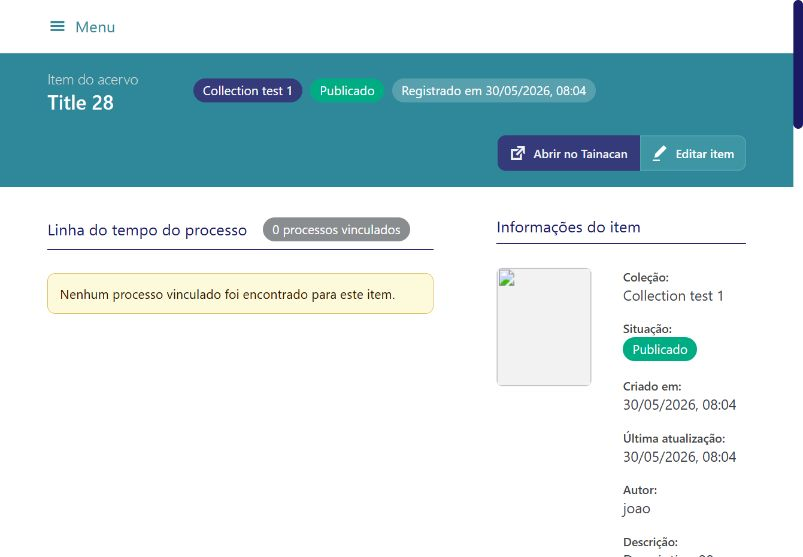 Menu
Item do acervo
Title 28
Collection test 1
Publicado
Registrado em 30/05/2026, 08:04
Abrir no Tainacan
Editar item
Linha do tempo do processo
0 processos vinculados
Nenhum processo vinculado foi encontrado para este item.
Informações do item
Coleção:
Collection test 1
Situação:
Publicado
Criado em:
30/05/2026, 08:04
Última atualização:
30/05/2026, 08:04
Autor:
joao
Descrição: